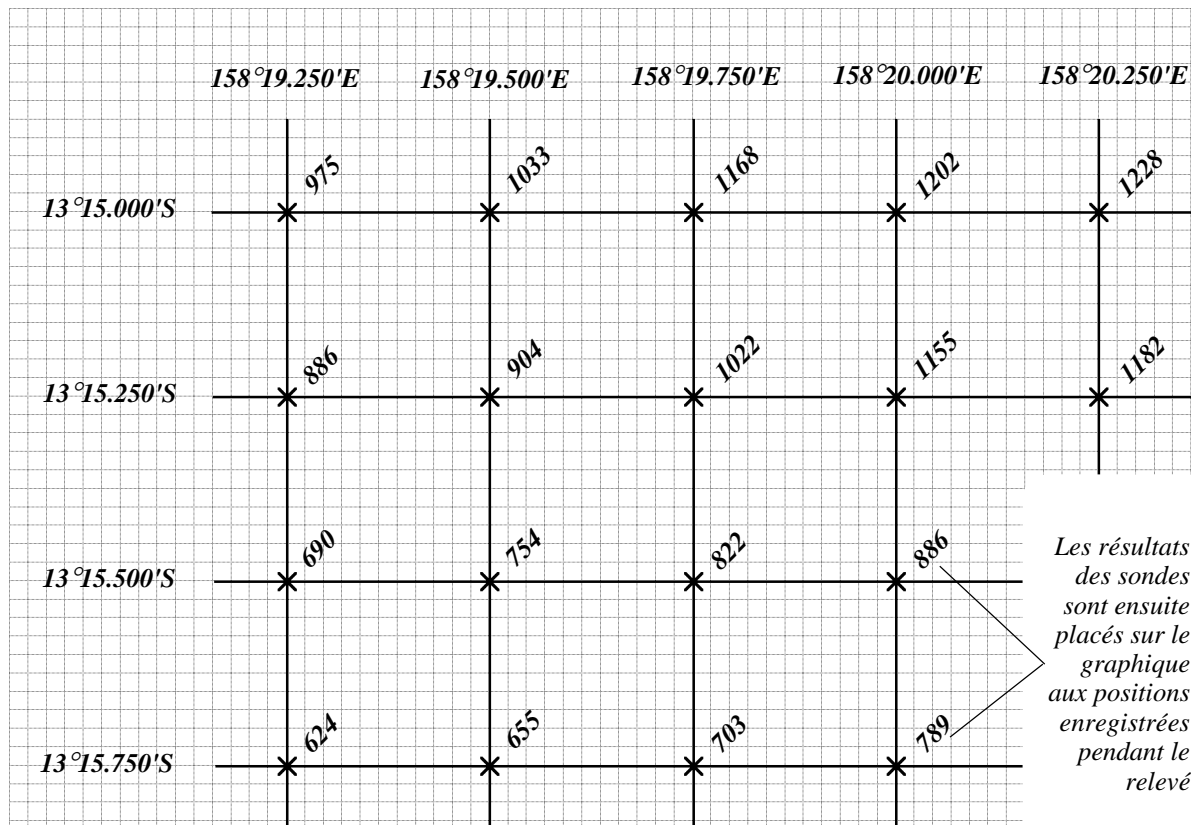 158°19.250'E 158°19.500'E 158°19.750'E 158°20.000'E 158°20.250'E
975 1033 1168 1202 1228
13°15.000'S
886 904 1022 1155 1182
13°15.250'S
690 754 822 886
13°15.500'S
624 655 703 789
13°15.750'S
Les résultats
des sondes
sont ensuite
placés sur le
graphique
aux positions
enregistrées
pendant le
relevé